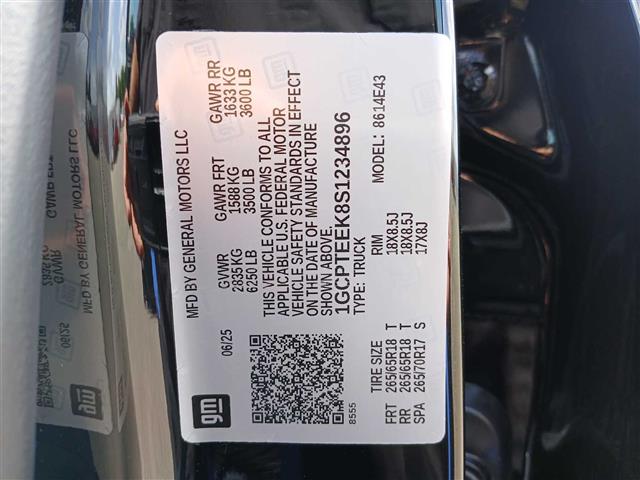 MFD BY GENERAL MOTORS LLC
06/25
GVWR GAWR FRT GAWR RR
2835 KG 1588 KG 1633 KG
6250 LB 3500 LB 3600 LB
THIS VEHICLE CONFORMS TO ALL
APPLICABLE U.S. FEDERAL MOTOR
VEHICLE SAFETY STANDARDS IN EFFECT
ON THE DATE OF MANUFACTURE
SHOWN ABOVE.
1GCPTEEK8S1234896
TYPE: TRUCK MODEL: 8614E43
gm
8555
TIRE SIZE RIM
FRT 265/65R18 T 18X8.5J
RR 265/65R18 T 18X8.5J
SPA 265/70R17 S 17X8J